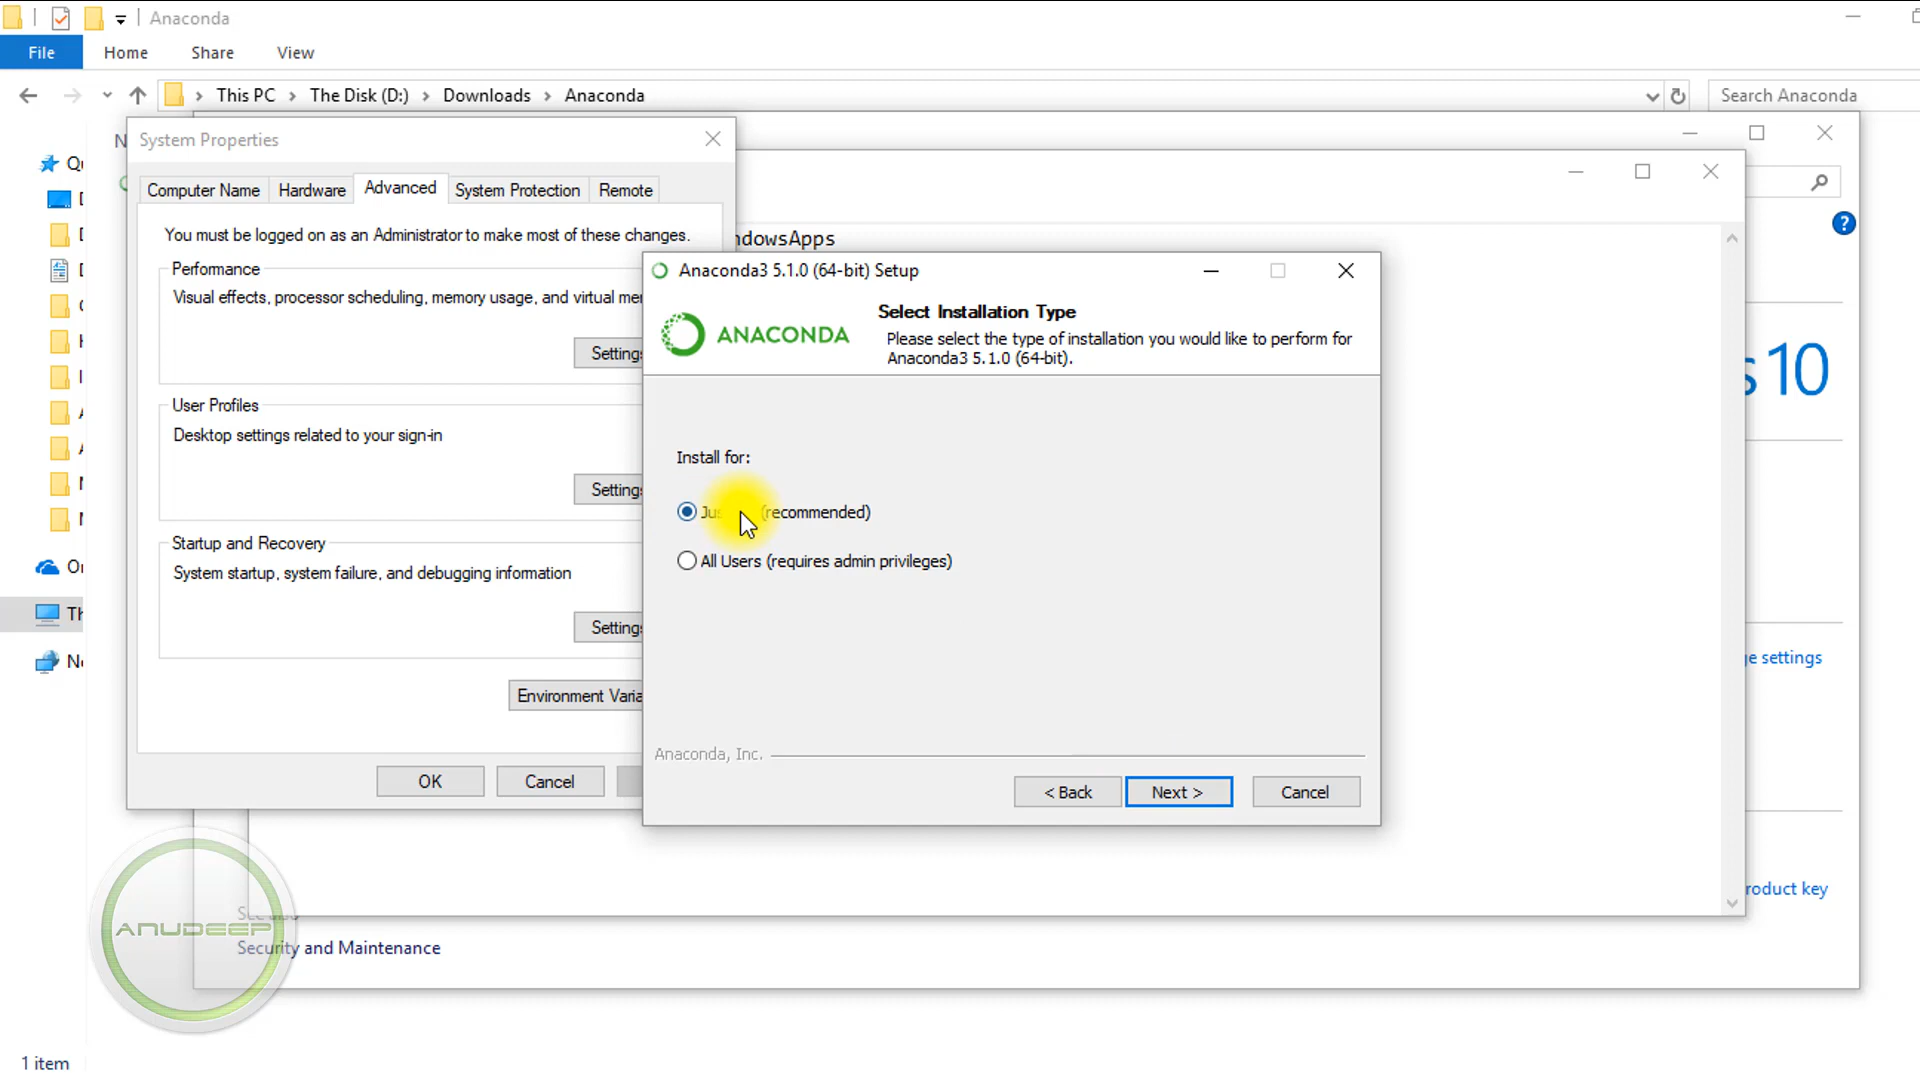 Anaconda
File Home Share View
This PC > The Disk (D:) > Downloads > Anaconda
Search Anaconda
System Properties
Computer Name Hardware Advanced System Protection Remote
You must be logged on as an Administrator to make most of these changes.
Performance
Visual effects, processor scheduling, memory usage, and virtual
Settings
User Profiles
Desktop settings related to your sign-in
Settings
Startup and Recovery
System startup, system failure, and debugging information
Settings
Environment
OK Cancel
ndowsApps
Anaconda3 5.1.0 (64-bit) Setup
ANACONDA
Select Installation Type
Please select the type of installation you would like to perform for
Anaconda3 5.1.0 (64-bit).
Install for:
(recommended)
All Users (requires admin privileges)
Anaconda, Inc.
< Back Next > Cancel
s 10
ge settings
roduct key
ANUDEEP
Security and Maintenance
1 item